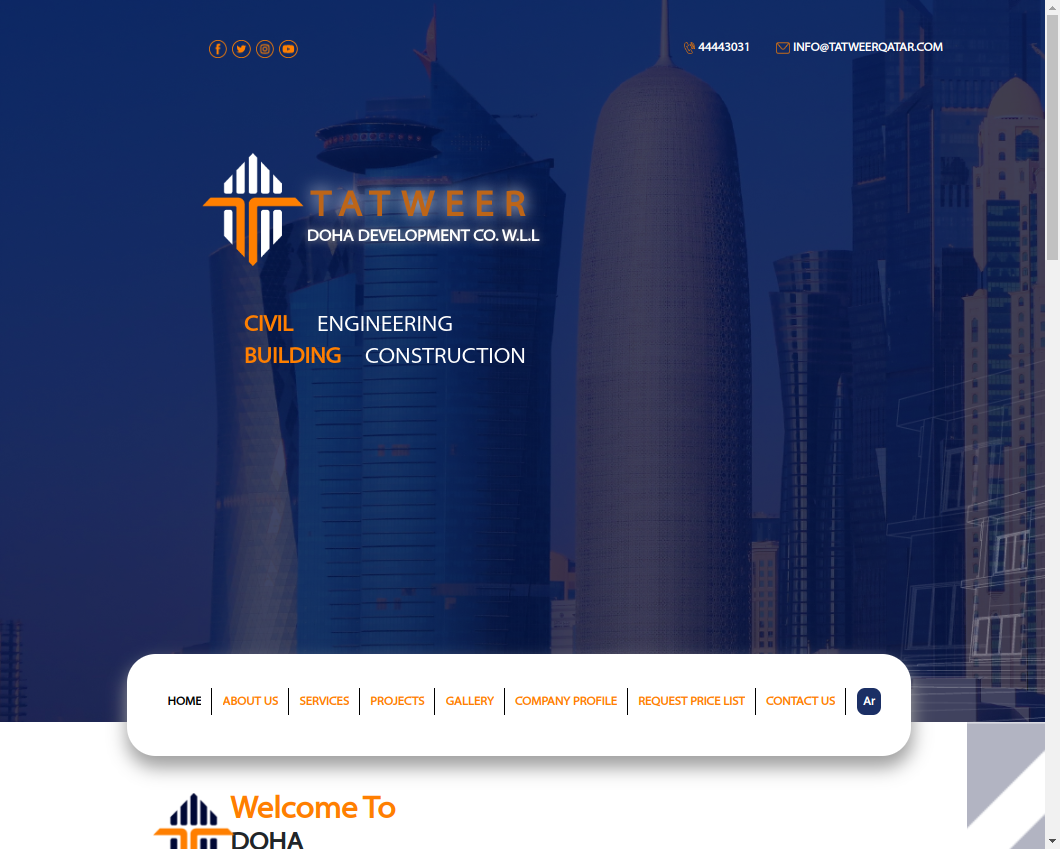 44443031 INFO@TATWEERQATAR.COM
TATWEER
DOHA DEVELOPMENT CO. W.L.L
CIVIL ENGINEERING
BUILDING CONSTRUCTION
HOME ABOUT US SERVICES PROJECTS GALLERY COMPANY PROFILE REQUEST PRICE LIST CONTACT US Ar
Welcome To
DOHA